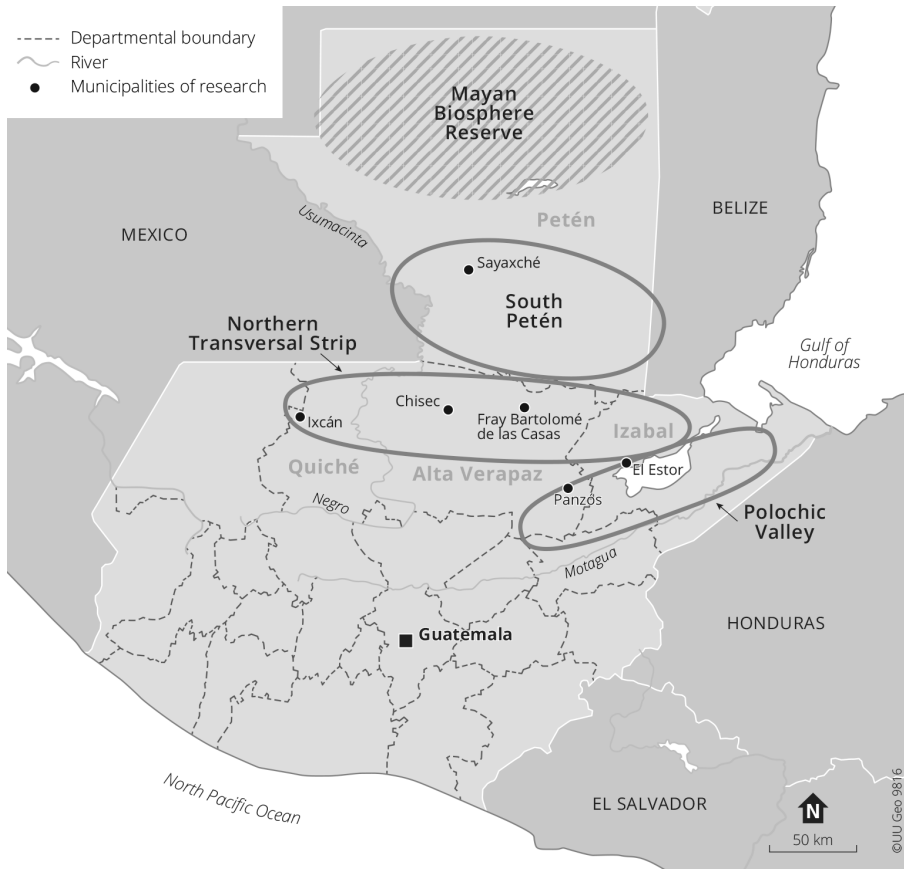 Departmental boundary
River
Municipalities of research
Mayan
Biosphere
Reserve
Petén
BELIZE
MEXICO
Usumacinta
Sayaxché
South
Petén
Northern
Transversal Strip
Gulf of
Honduras
Chisec
Ixcán
Fray Bartolomé
de las Casas
Izabal
Quiché
Alta Verapaz
El Estor
Panzós
Negro
Polochic
Valley
Motagua
Guatemala
HONDURAS
North Pacific Ocean
EL SALVADOR
N
50 km
©UU Geo 9816